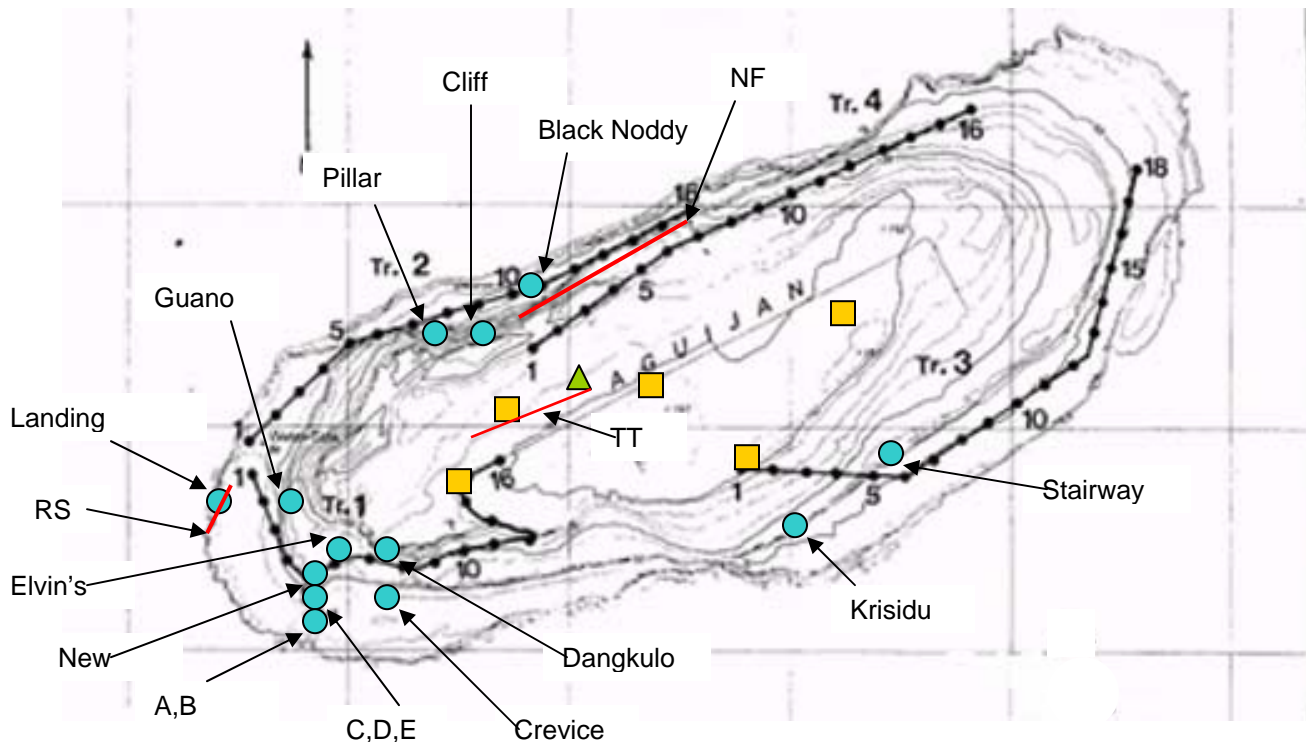 NF
Cliff
Tr. 4
16
Black Noddy
Pillar
18
16
10
Tr. 2
10
5
15
Guano
5
1
AGUIJAN
Tr. 3
Landing
1
TT
10
1
16
1
5
Stairway
RS
Tr. 1
10
Elvin's
Krisidu
New
Dangkulo
A,B
C,D,E
Crevice